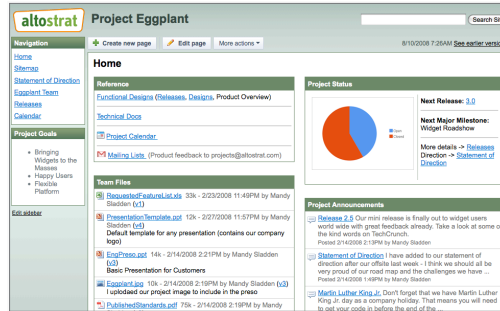 altostrat
Project Eggplant
Search Si
Navigation
Home
Sitemap
Statement of Direction
Eggplant Team
Releases
Calendar
Project Goals
Bringing
Widgets to the
Masses
Happy Users
Flexible
Platform
Edit sidebar
Create new page
Edit page
More actions
8/10/2008 7:26AM See earlier versio
Home
Reference
Functional Designs (Releases, Designs, Product Overview)
Technical Docs
Project Calendar
Mailing Lists (Product feedback to projects@altostrat.com)
Team Files
RequestedFeatureList.xls 33k - 2/23/2008 11:49PM by Mandy
Sladden (v1)
PresentationTemplate.ppt 12k - 2/27/2008 11:57PM by Mandy
Sladden (v4)
Default template for any presentation (contains our company
logo)
EngPreso.ppt 14k - 2/14/2008 2:21PM by Mandy Sladden
(v3)
Basic Presentation for Customers
Eggplant.jpg 10k - 2/14/2008 2:19PM by Mandy Sladden (v3)
I uplodaed our project image to include in the preso
PublishedStandards.pdf 75k - 2/14/2008 2:19PM by Mandy
Project Status
Open
Closed
Next Release: 3.0
Next Major Milestone:
Widget Roadshow
More details -> Releases
Direction -> Statement of
Direction
Project Announcements
Release 2.5 Our mini release is finally out to widget users
world wide with great feedback already. Take a look at some o
the kind words on TechCrunch
Posted 2/14/2008 2:13PM by Mandy Sladden
Statement of Direction I have added to our statement of
direction after our offsite last week - I think we should all be
very proud of our road map and the challenges we have ...
Posted 2/14/2008 1:49PM by Mandy Sladden
Martin Luther King Jr. Don't forget that we have Martin Luther
King Jr. day as a company holiday. That means you will need
to get your code in before the end of the ...